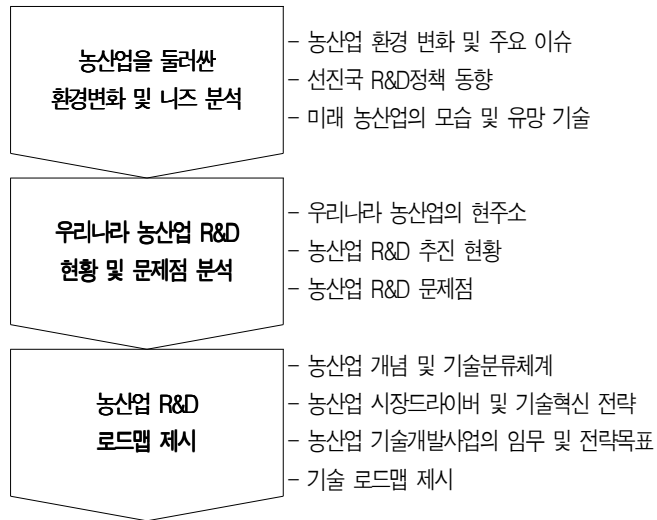 농산업을 둘러싼
환경변화 및 니즈 분석
- 농산업 환경 변화 및 주요 이슈
- 선진국 R&D정책 동향
- 미래 농산업의 모습 및 유망 기술
우리나라 농산업 R&D
현황 및 문제점 분석
- 우리나라 농산업의 현주소
- 농산업 R&D 추진 현황
- 농산업 R&D 문제점
농산업 R&D
로드맵 제시
- 농산업 개념 및 기술분류체계
- 농산업 시장드라이버 및 기술혁신 전략
- 농산업 기술개발사업의 임무 및 전략목표
- 기술 로드맵 제시